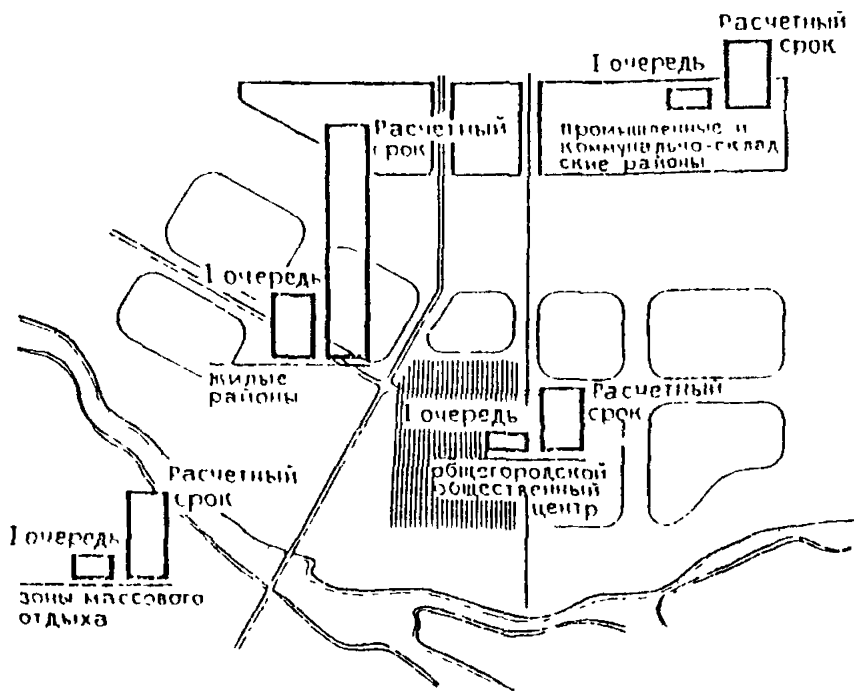 Расчетный
срок
I очередь
промышленные и
коммунально-склад
ские районы
Расчетный
срок
I очередь
жилые
районы
Расчетный
срок
I очередь
общегородской
общественный
центр
Расчетный
срок
I очередь
зоны массового
отдыха